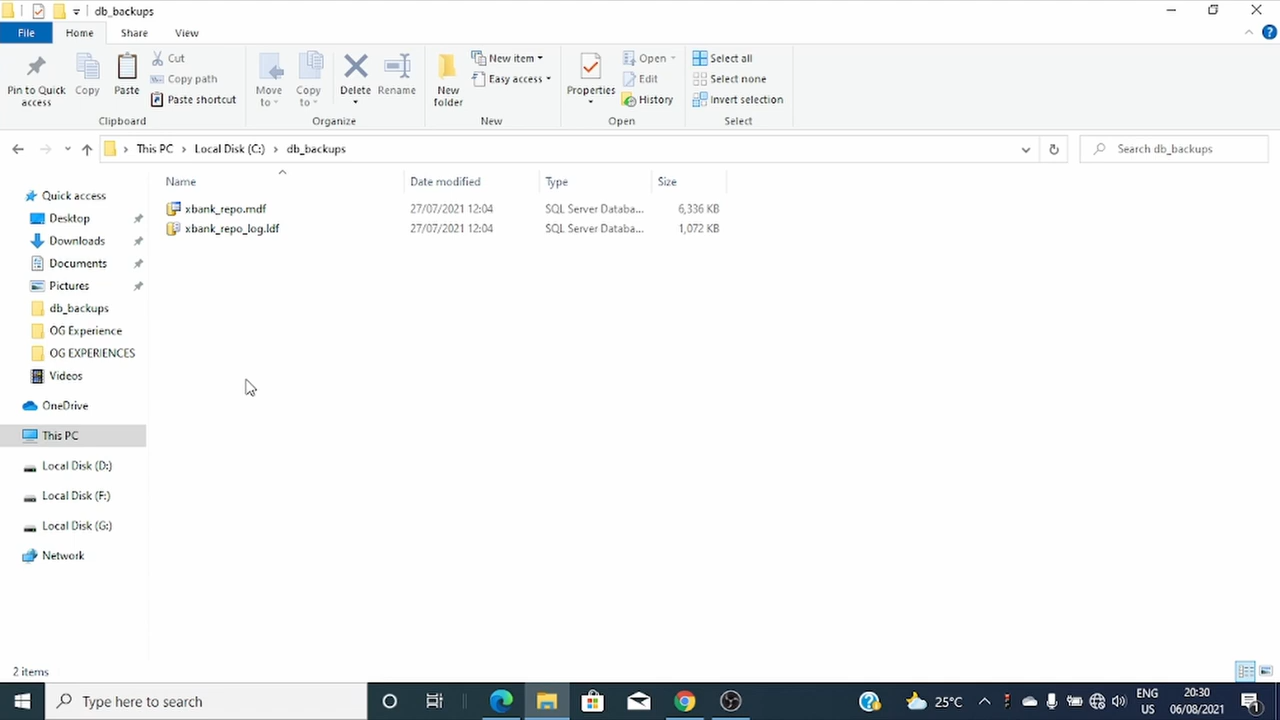 db_backups
File Home Share View
Pin to Quick access
Copy
Paste
Cut
Copy path
Paste shortcut
Clipboard
Move to
Copy to
Delete
Rename
Organize
New folder
New item
Easy access
New
Properties
Open
Edit
History
Open
Select all
Select none
Invert selection
Select
This PC Local Disk (C:) db_backups
Search db_backups
Name Date modified Type Size
xbank_repo.mdf 27/07/2021 12:04 SQL Server Databa... 6,336 KB
xbank_repo_log.ldf 27/07/2021 12:04 SQL Server Databa... 1,072 KB
Quick access
Desktop
Downloads
Documents
Pictures
db_backups
OG Experience
OG EXPERIENCES
Videos
OneDrive
This PC
Local Disk (D:)
Local Disk (F:)
Local Disk (G:)
Network
2 items
Type here to search
25°C
ENG
US
20:30
06/08/2021
1